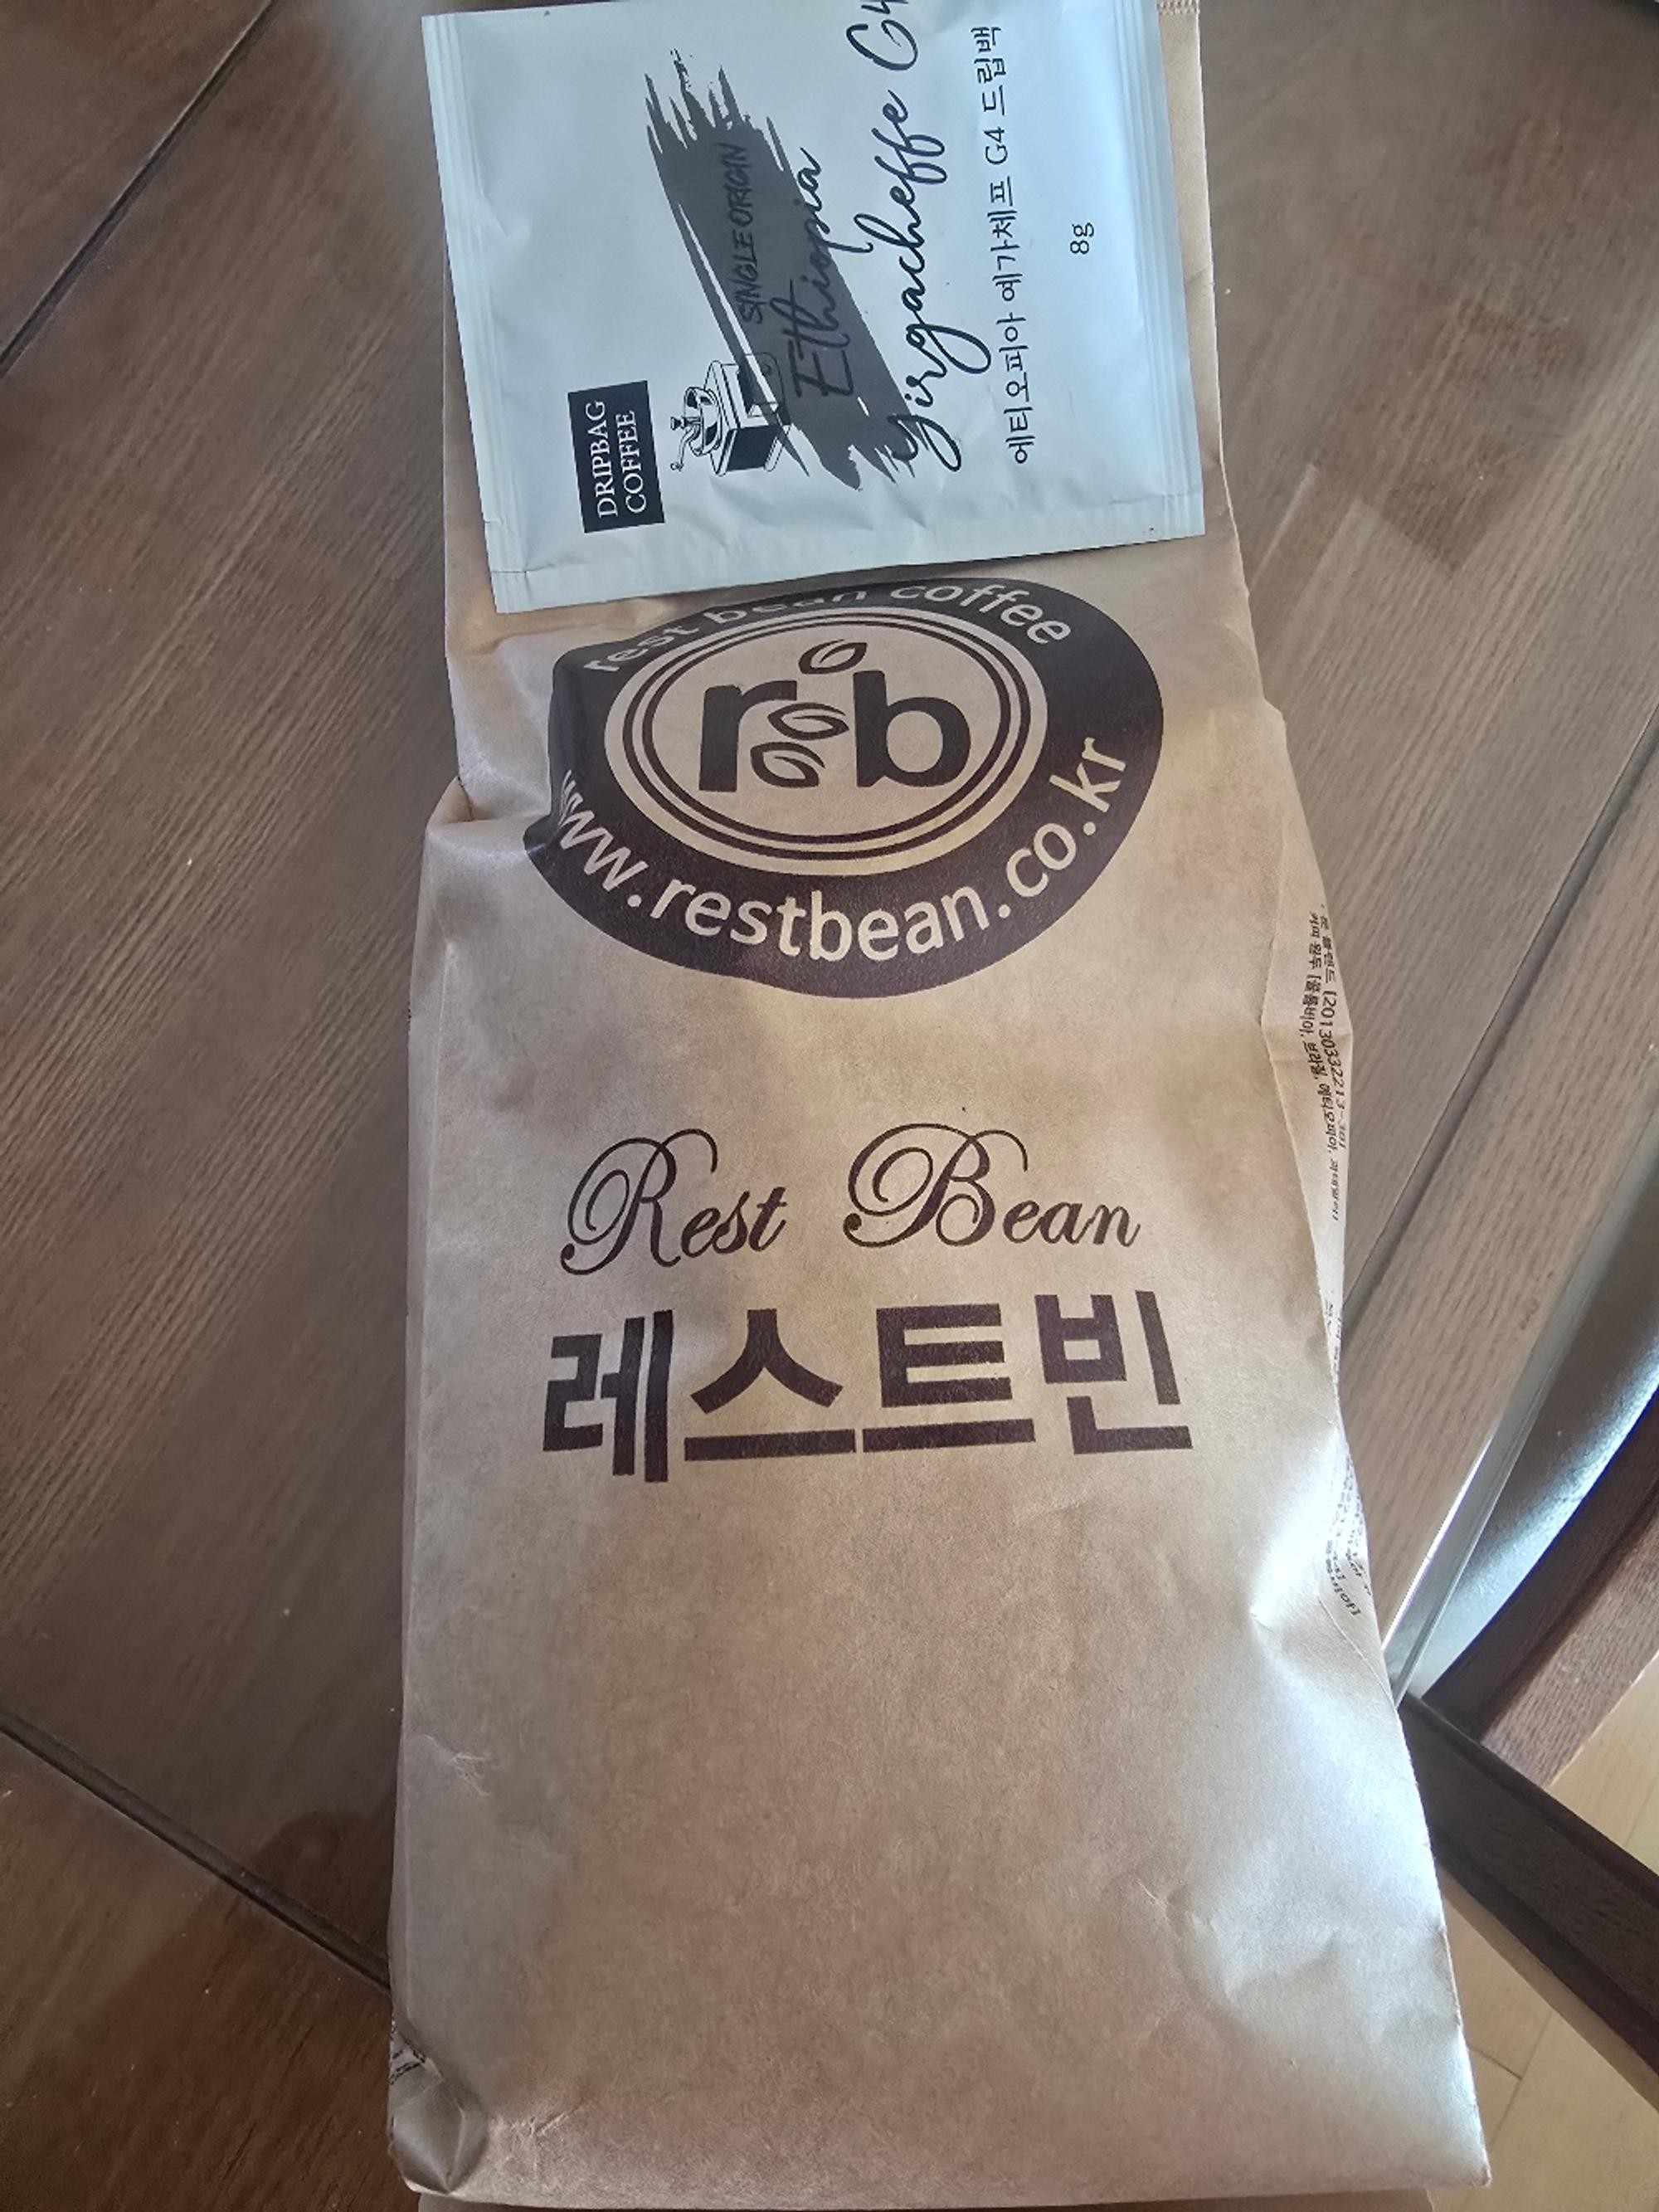 DRIPBAG
COFFEE
SINGLE ORIGIN
Ethiopia
Yirgacheffe G4
에티오피아 예가체프 G4 드립백
8g
rest bean coffee
rb
www.restbean.co.kr
Rest Bean
레스트빈